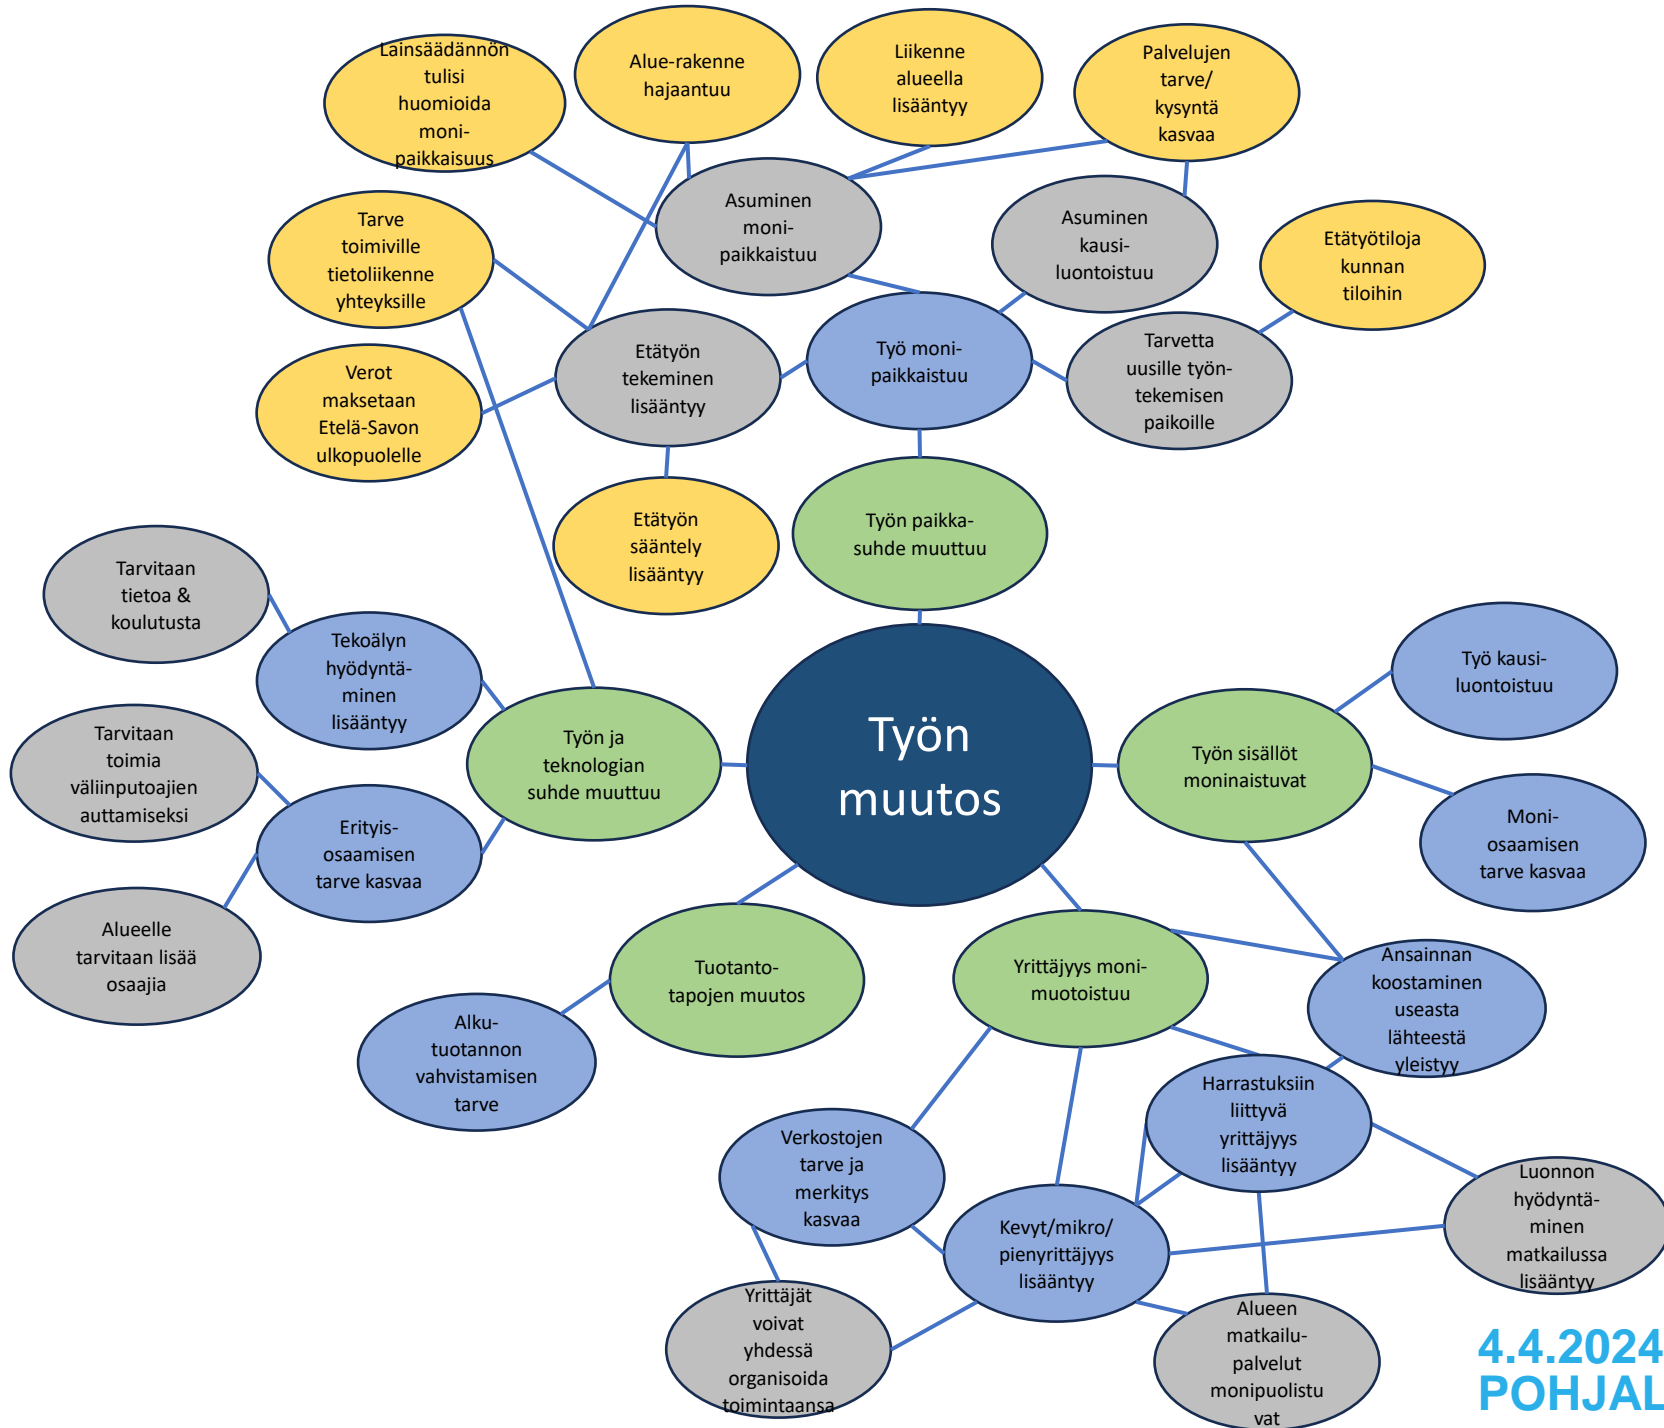 Lainsäädännön
tulisi
huomioida
moni-
paikkaisuus
Alue-rakenne
hajaantuu
Liikenne
alueella
lisääntyy
Palvelujen
tarve/
kysyntä
kasvaa
Tarve
toimiville
tietoliikenne
yhteyksille
Asuminen
moni-
paikkaistuu
Asuminen
kausi-
luontoistuu
Etätyötiloja
kunnan
tiloihin
Verot
maksetaan
Etelä-Savon
ulkopuolelle
Etätyön
tekeminen
lisääntyy
Työ moni-
paikkaistuu
Tarvetta
uusille työn-
tekemisen
paikoille
Etätyön
sääntely
lisääntyy
Työn paikka-
suhde muuttuu
Tarvitaan
tietoa &
koulutusta
Tekoälyn
hyödyntä-
minen
lisääntyy
Tarvitaan
toimia
väliinputoajien
auttamiseksi
Työn ja
teknologian
suhde muuttuu
Työn
muutos
Työn sisällöt
moninaistuvat
Työ kausi-
luontoistuu
Moni-
osaamisen
tarve kasvaa
Erityis-
osaamisen
tarve kasvaa
Alueelle
tarvitaan lisää
osaajia
Tuotanto-
tapojen muutos
Yrittäjyys moni-
muotoistuu
Ansainnan
koostaminen
useasta
lähteestä
yleistyy
Alku-
tuotannon
vahvistamisen
tarve
Harrastuksiin
liittyvä
yrittäjyys
lisääntyy
Verkostojen
tarve ja
merkitys
kasvaa
Kevyt/mikro/
pienyrittäjyys
lisääntyy
Luonnon
hyödyntä-
minen
matkailussa
lisääntyy
Yrittäjät
voivat
yhdessä
organisoida
toimintaansa
Alueen
matkailu-
palvelut
monipuolistu
vat
4.4.2024
POHJAL